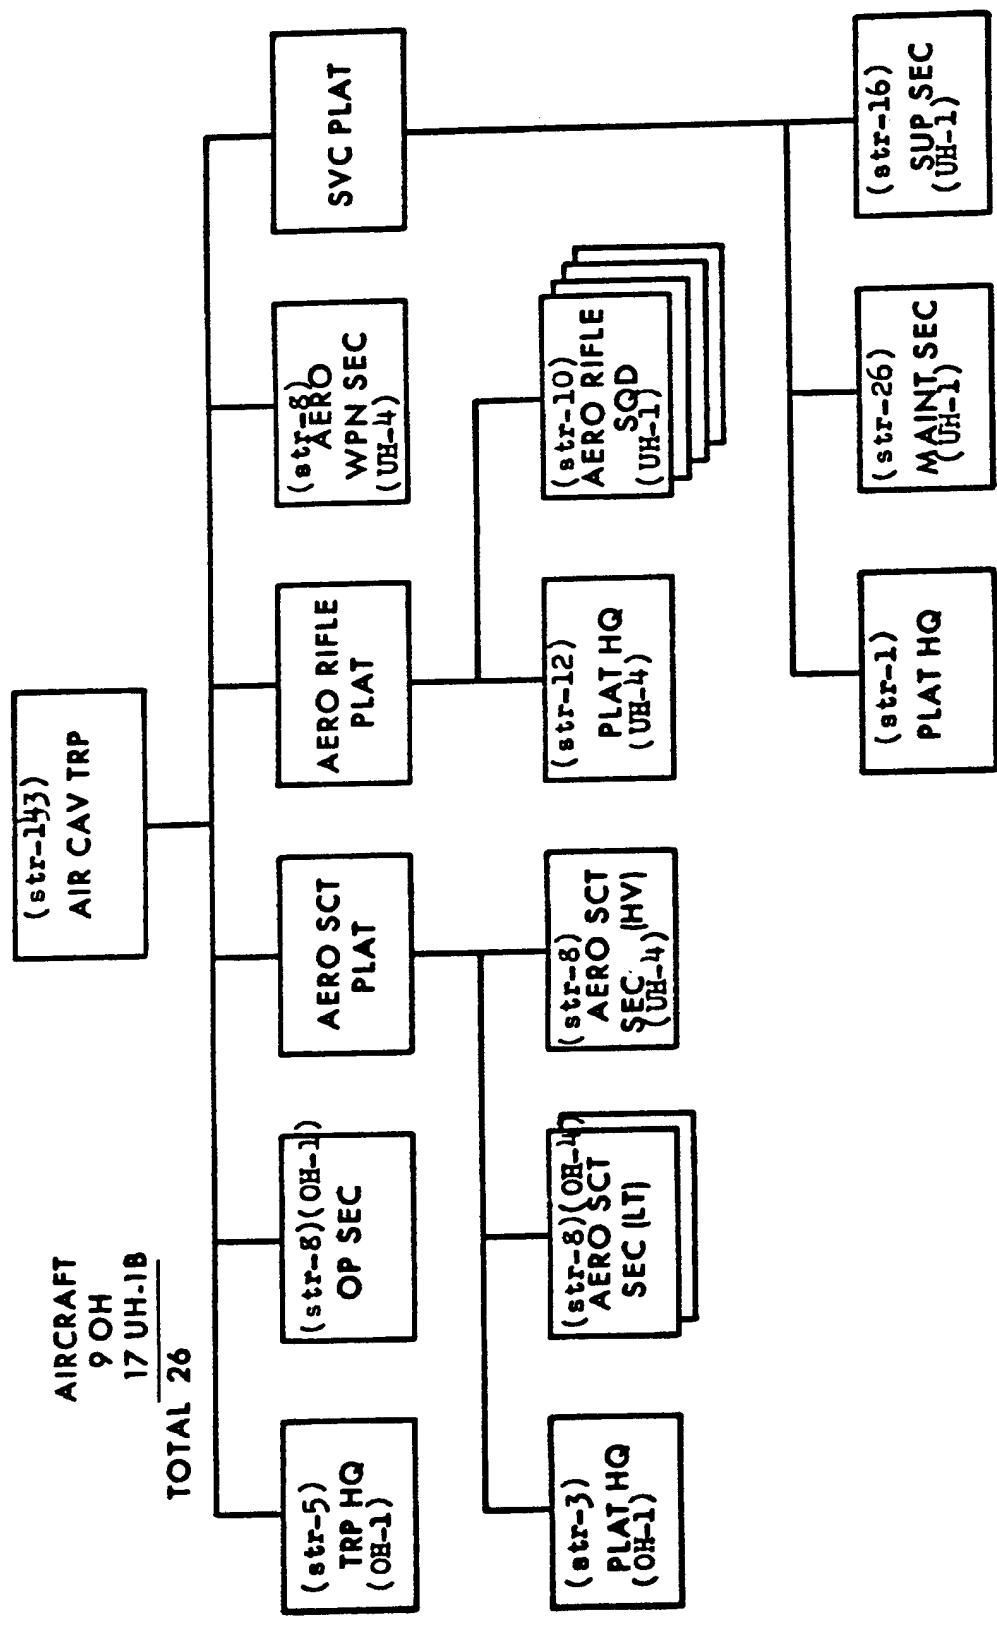 (str-143)
AIR CAV TRP
AIRCRAFT
9 OH
17 UH-1B
TOTAL 26
(str-5)
TRP HQ
(OH-1)
(str-8)(OH-1)
OP SEC
AERO SCT
PLAT
AERO RIFLE
PLAT
(str-8)
AERO
WPN SEC
(UH-4)
SVC PLAT
(str-3)
PLAT HQ
(OH-1)
(str-8)(OH-4)
AERO SCT
SEC (LT)
(str-8)
AERO SCT
SEC (HV)
(UH-4)
(str-12)
PLAT HQ
(UH-4)
(str-10)
AERO RIFLE
SQD
(UH-1)
(str-1)
PLAT HQ
(str-26)
MAINT SEC
(UH-1)
(str-16)
SUP SEC
(UH-1)